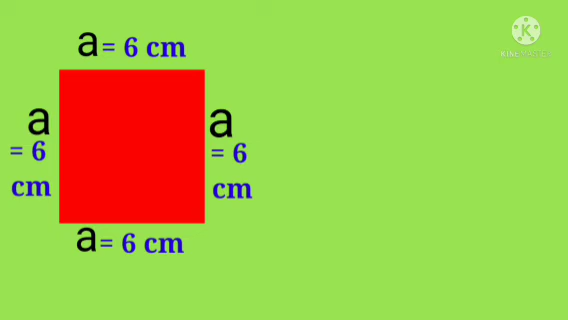 a = 6 cm
a
= 6
cm
a
= 6
cm
a = 6 cm
K
KINEMASTER